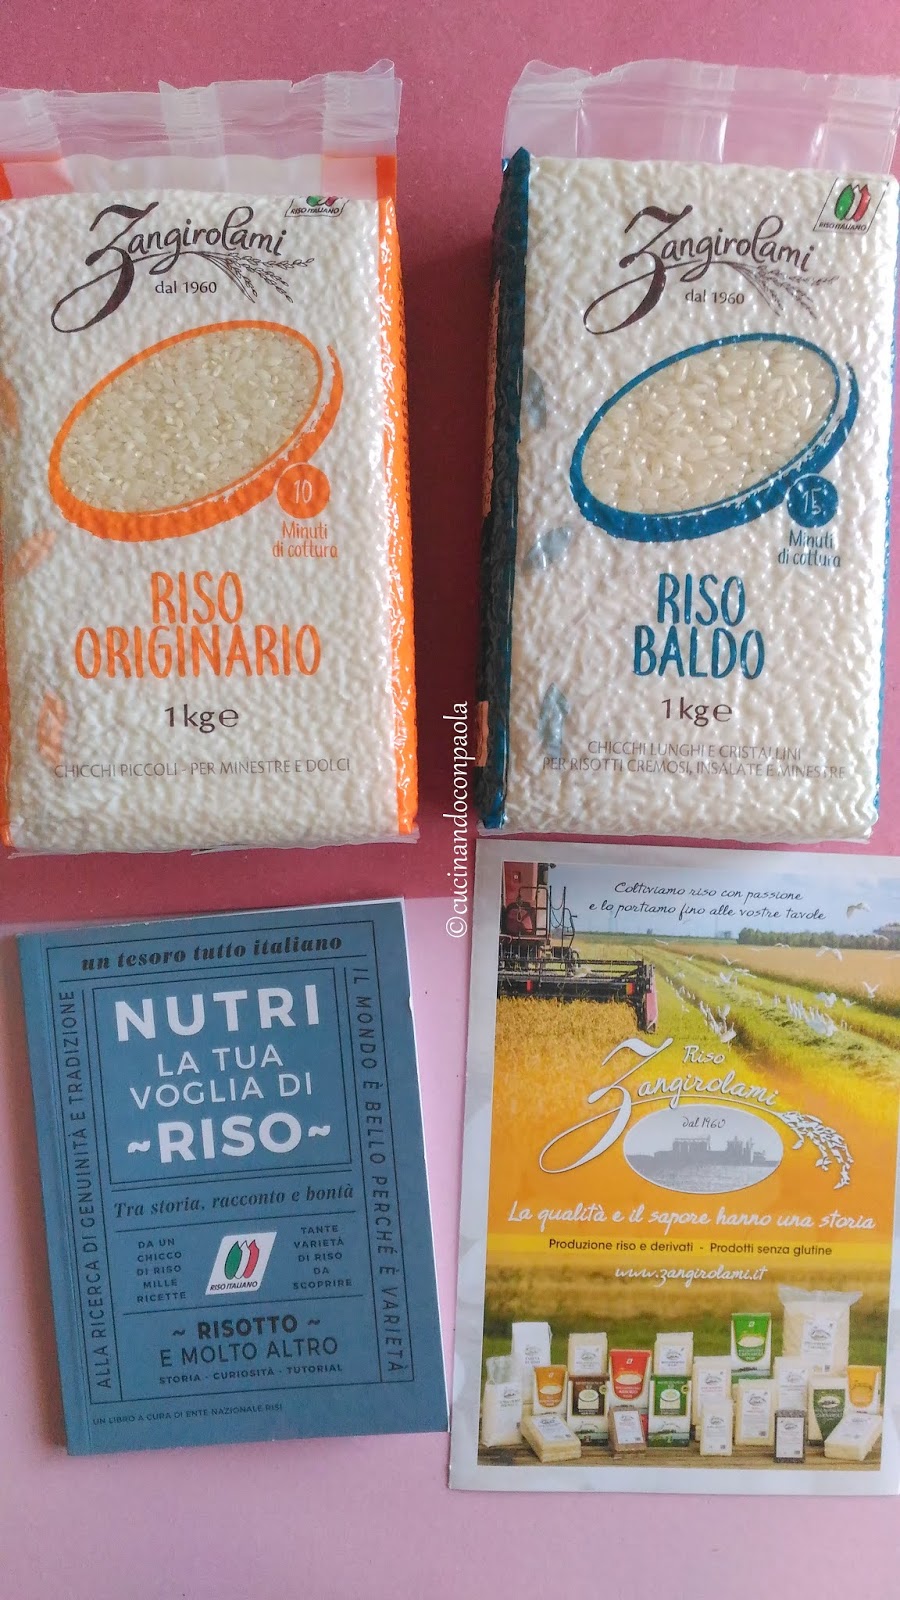 RISO ITALIANO
Zangirolami
dal 1960
10
Minuti
di cottura
RISO
ORIGINARIO
1 kg e
CHICCHI PICCOLI - PER MINESTRE E DOLCI
RISO ITALIANO
Zangirolami
dal 1960
15
Minuti
di cottura
RISO
BALDO
1 kg e
CHICCHI LUNGHI E CRISTALLINI
PER RISOTTI CREMOSI, INSALATE E MINESTRE
©cucinandoconpaola
un tesoro tutto italiano
ALLA RICERCA DI GENUINITÀ E TRADIZIONE
NUTRI
LA TUA
VOGLIA DI
~RISO~
IL MONDO È BELLO PERCHÉ È VARIETÀ
Tra storia, racconto e bontà
DA UN
CHICCO
DI RISO
MILLE
RICETTE
RISO ITALIANO
TANTE
VARIETÀ
DI RISO
DA
SCOPRIRE
~ RISOTTO ~
E MOLTO ALTRO
STORIA - CURIOSITÀ - TUTORIAL
UN LIBRO A CURA DI ENTE NAZIONALE RISI
Coltiviamo riso con passione
e lo portiamo fino alle vostre tavole
Riso
Zangirolami
dal 1960
La qualità e il sapore hanno una storia
Produzione riso e derivati - Prodotti senza glutine
www.zangirolami.it